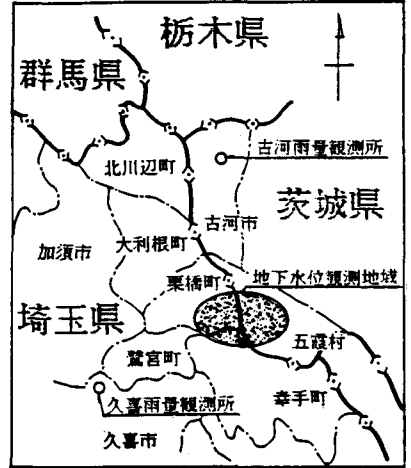 栃木県
群馬県
北川辺町
古河雨量観測所
茨城県
古河市
加須市
大利根町
栗橋町
地下水位観測地域
埼玉県
五霞村
鷲宮町
幸手町
久喜雨量観測所
久喜市